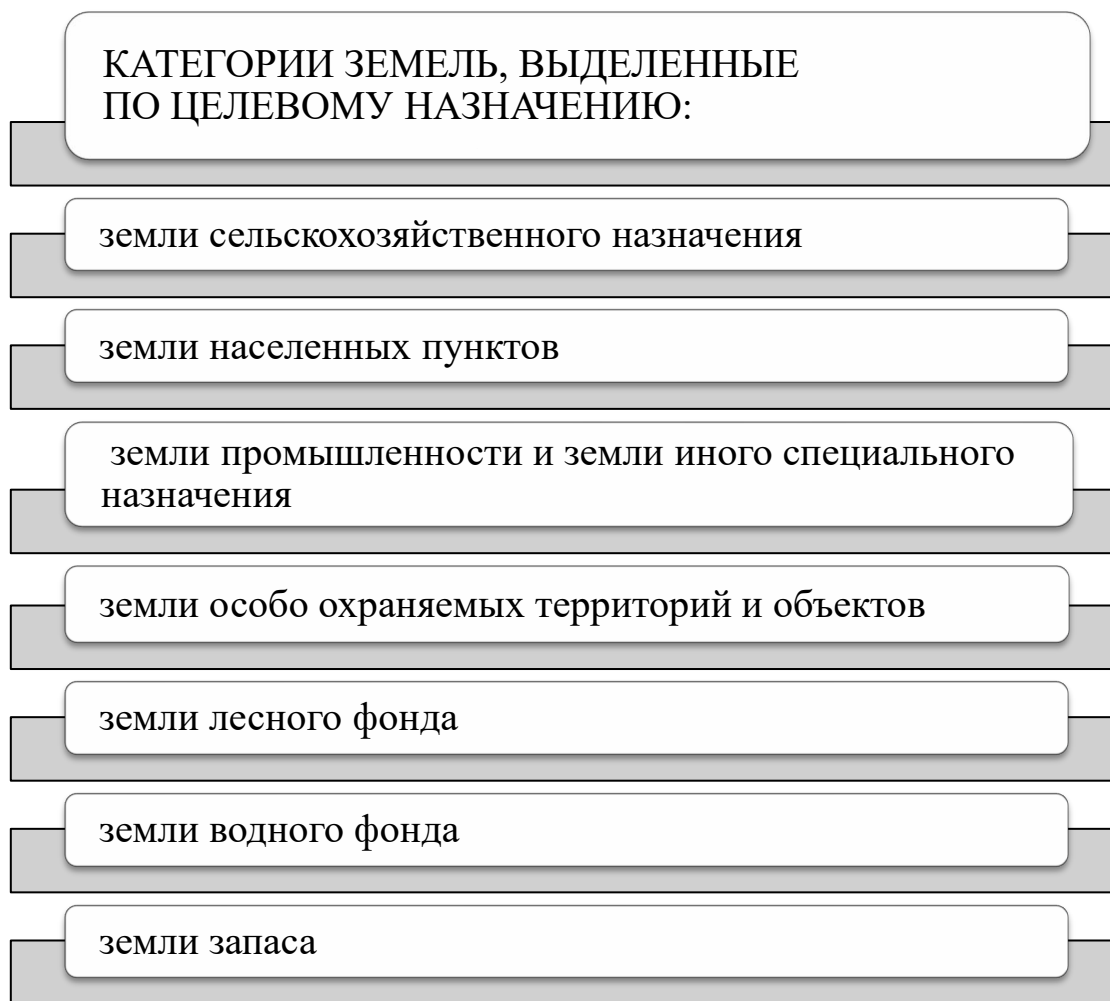 КАТЕГОРИИ ЗЕМЕЛЬ, ВЫДЕЛЕННЫЕ
ПО ЦЕЛЕВОМУ НАЗНАЧЕНИЮ:
земли сельскохозяйственного назначения
земли населенных пунктов
земли промышленности и земли иного специального
назначения
земли особо охраняемых территорий и объектов
земли лесного фонда
земли водного фонда
земли запаса